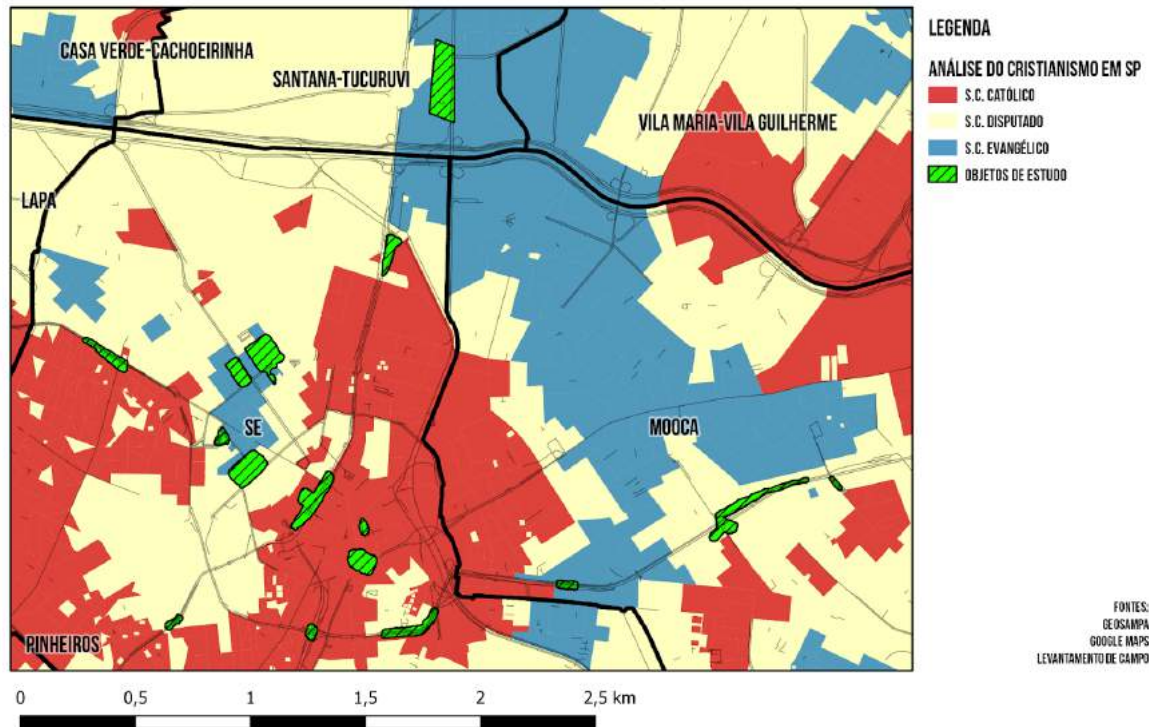 CASA VERDE-CACHOEIRINHA
SANTANA-TUCURUVI
VILA MARIA-VILA GUILHERME
LAPA
SE
MOOCA
PINHEIROS
LEGENDA
ANÁLISE DO CRISTIANISMO EM SP
S.C. CATÓLICO
S.C. DISPUTADO
S.C. EVANGÉLICO
OBJETOS DE ESTUDO
FONTES:
GEOSAMPA
GOOGLE MAPS
LEVANTAMENTO DE CAMPO
0 0,5 1 1,5 2 2,5 km